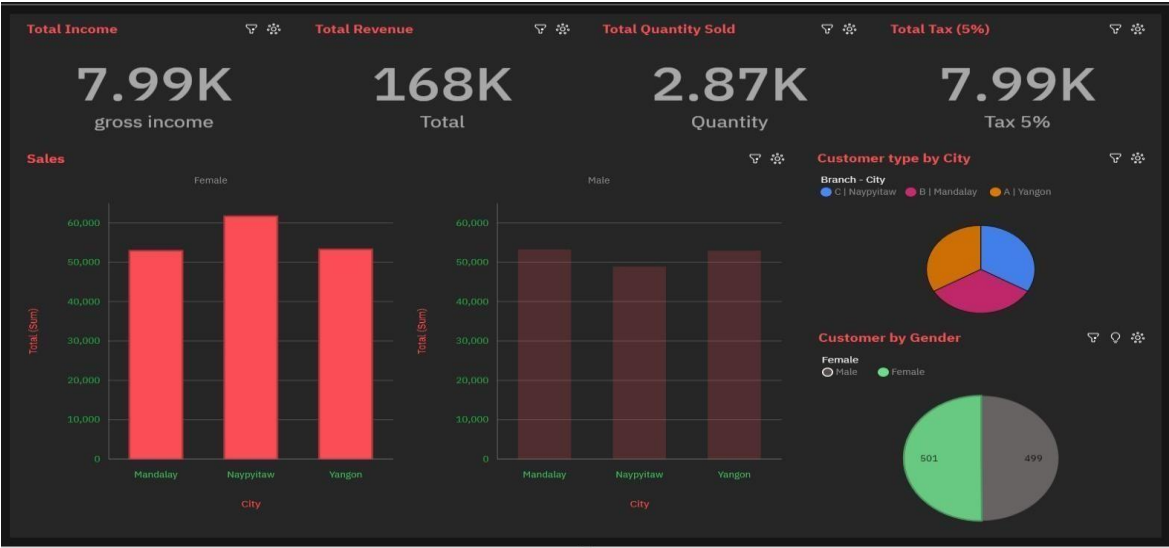 Total Income
7.99K
gross income
Total Revenue
168K
Total
Total Quantity Sold
2.87K
Quantity
Total Tax (5%)
7.99K
Tax 5%
Sales
Female
Total (Sum)
60,000
50,000
40,000
30,000
20,000
10,000
0
Mandalay
Naypyitaw
Yangon
City
Male
Total (Sum)
60,000
50,000
40,000
30,000
20,000
10,000
0
Mandalay
Naypyitaw
Yangon
City
Customer type by City
Branch - City
C | Naypyitaw B | Mandalay A | Yangon
Customer by Gender
Female
Male Female
501 499